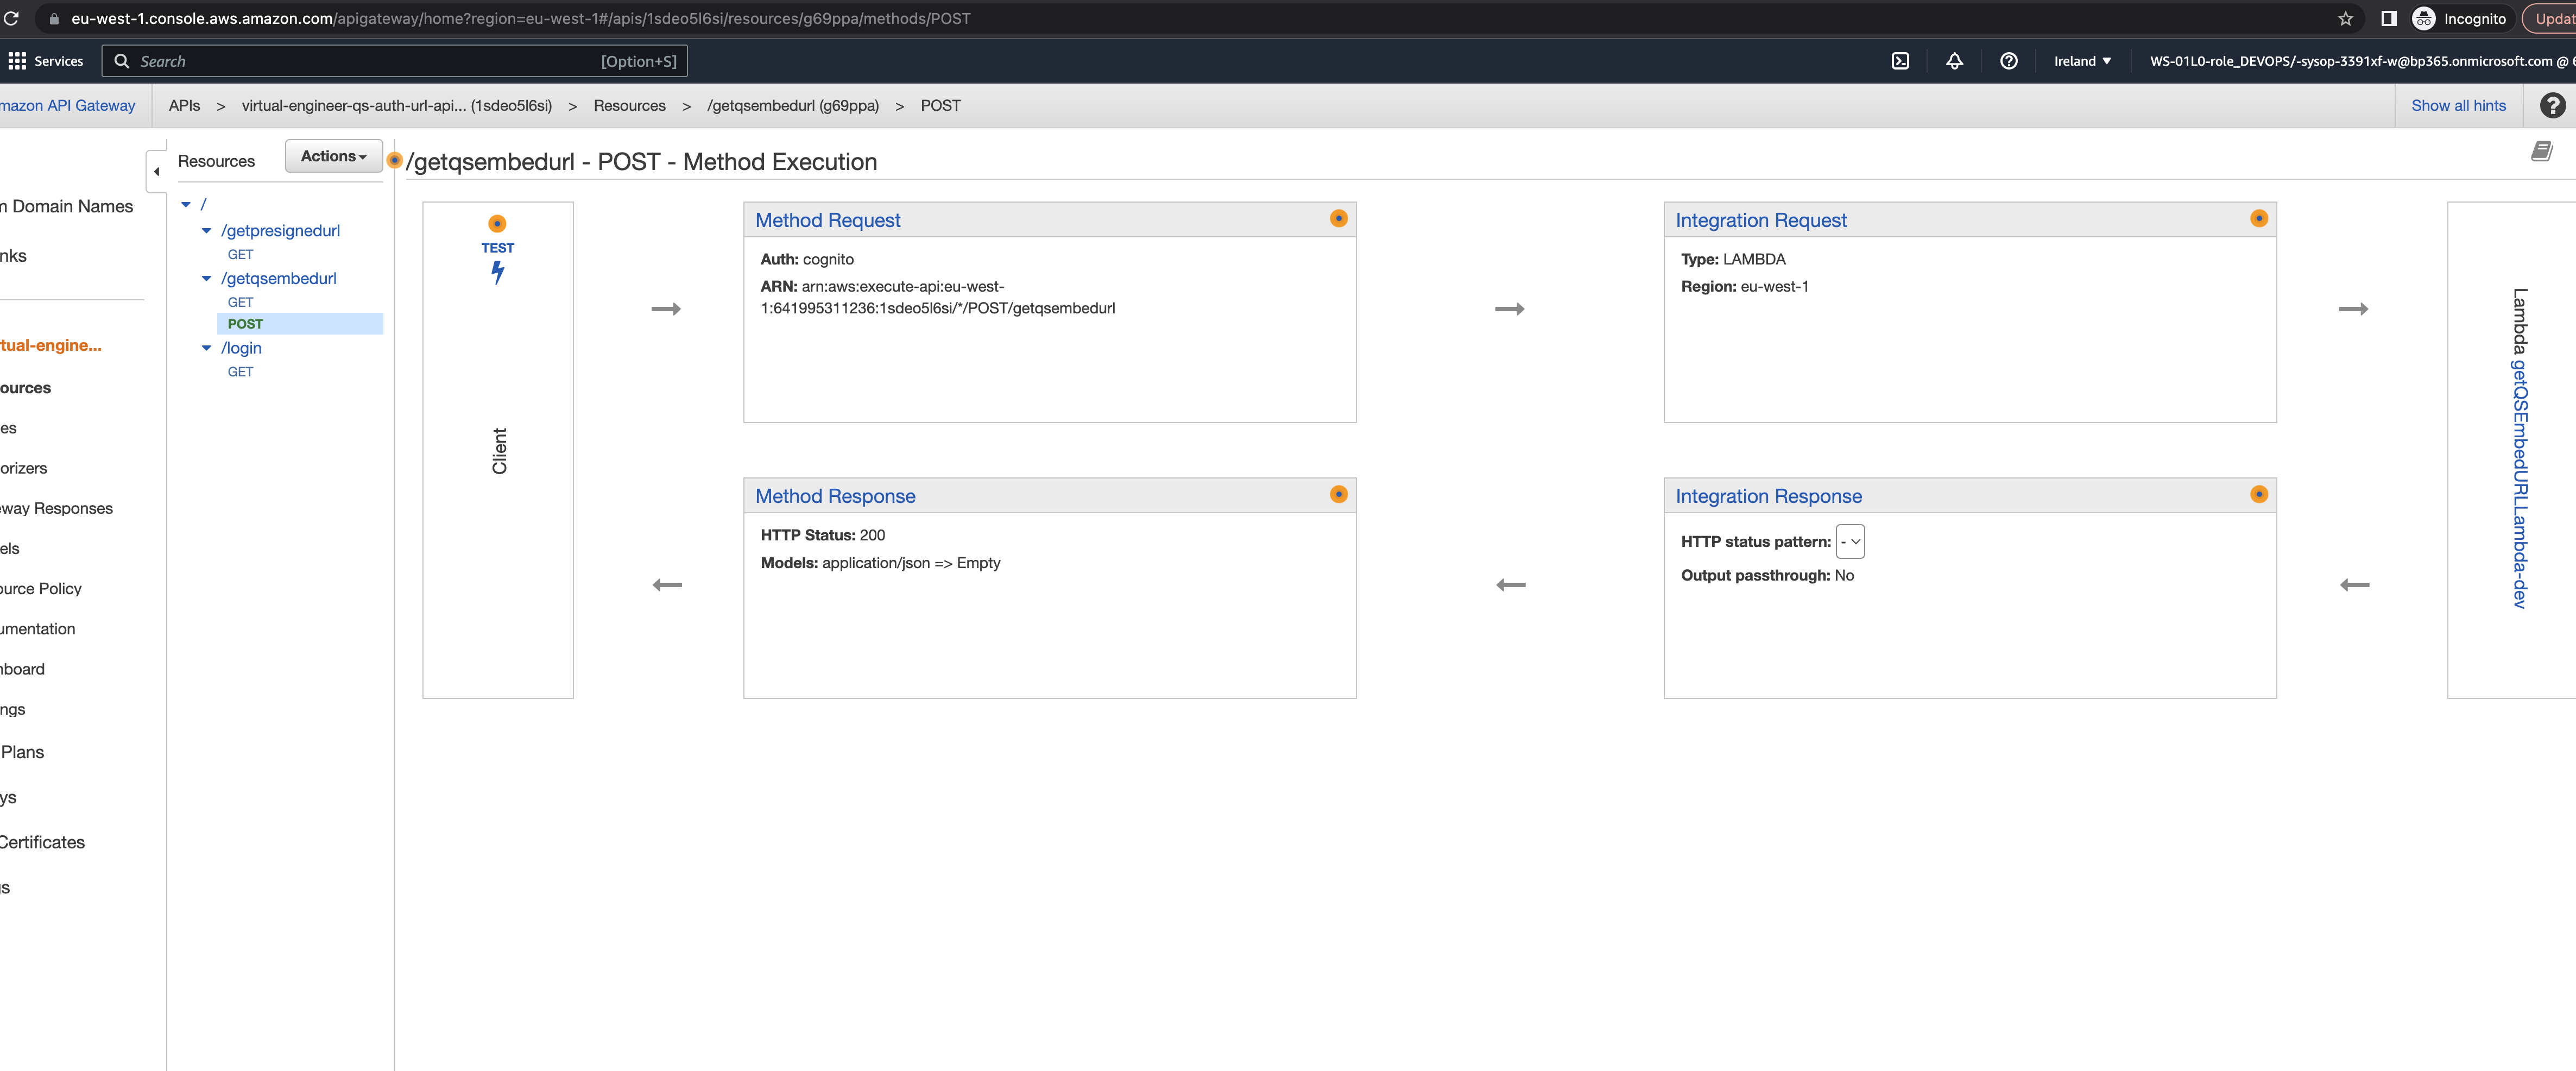 eu-west-1.console.aws.amazon.com/apigateway/home?region=eu-west-1#/apis/1sdeo5l6si/resources/g69ppa/methods/POST
Incognito
Updat
Services
Search
[Option+S]
Ireland ▼
WS-01L0-role_DEVOPS/-sysop-3391xf-w@bp365.onmicrosoft.com @ 6
mazon API Gateway
APIs > virtual-engineer-qs-auth-url-api... (1sdeo5l6si) > Resources > /getqsembedurl (g69ppa) > POST
Show all hints
m Domain Names
nks
tual-engine...
ources
es
orizers
eway Responses
els
ource Policy
umentation
nboard
ngs
Plans
ys
Certificates
gs
Resources
Actions
/
/getpresignedurl
GET
/getqsembedurl
GET
POST
/login
GET
/getqsembedurl - POST - Method Execution
TEST
Client
Method Request
Auth: cognito
ARN: arn:aws:execute-api:eu-west-
1:641995311236:1sdeo5l6si/*/POST/getqsembedurl
Integration Request
Type: LAMBDA
Region: eu-west-1
Lambda getQSEmbedURLLambda-dev
Method Response
HTTP Status: 200
Models: application/json => Empty
Integration Response
HTTP status pattern: -
Output passthrough: No